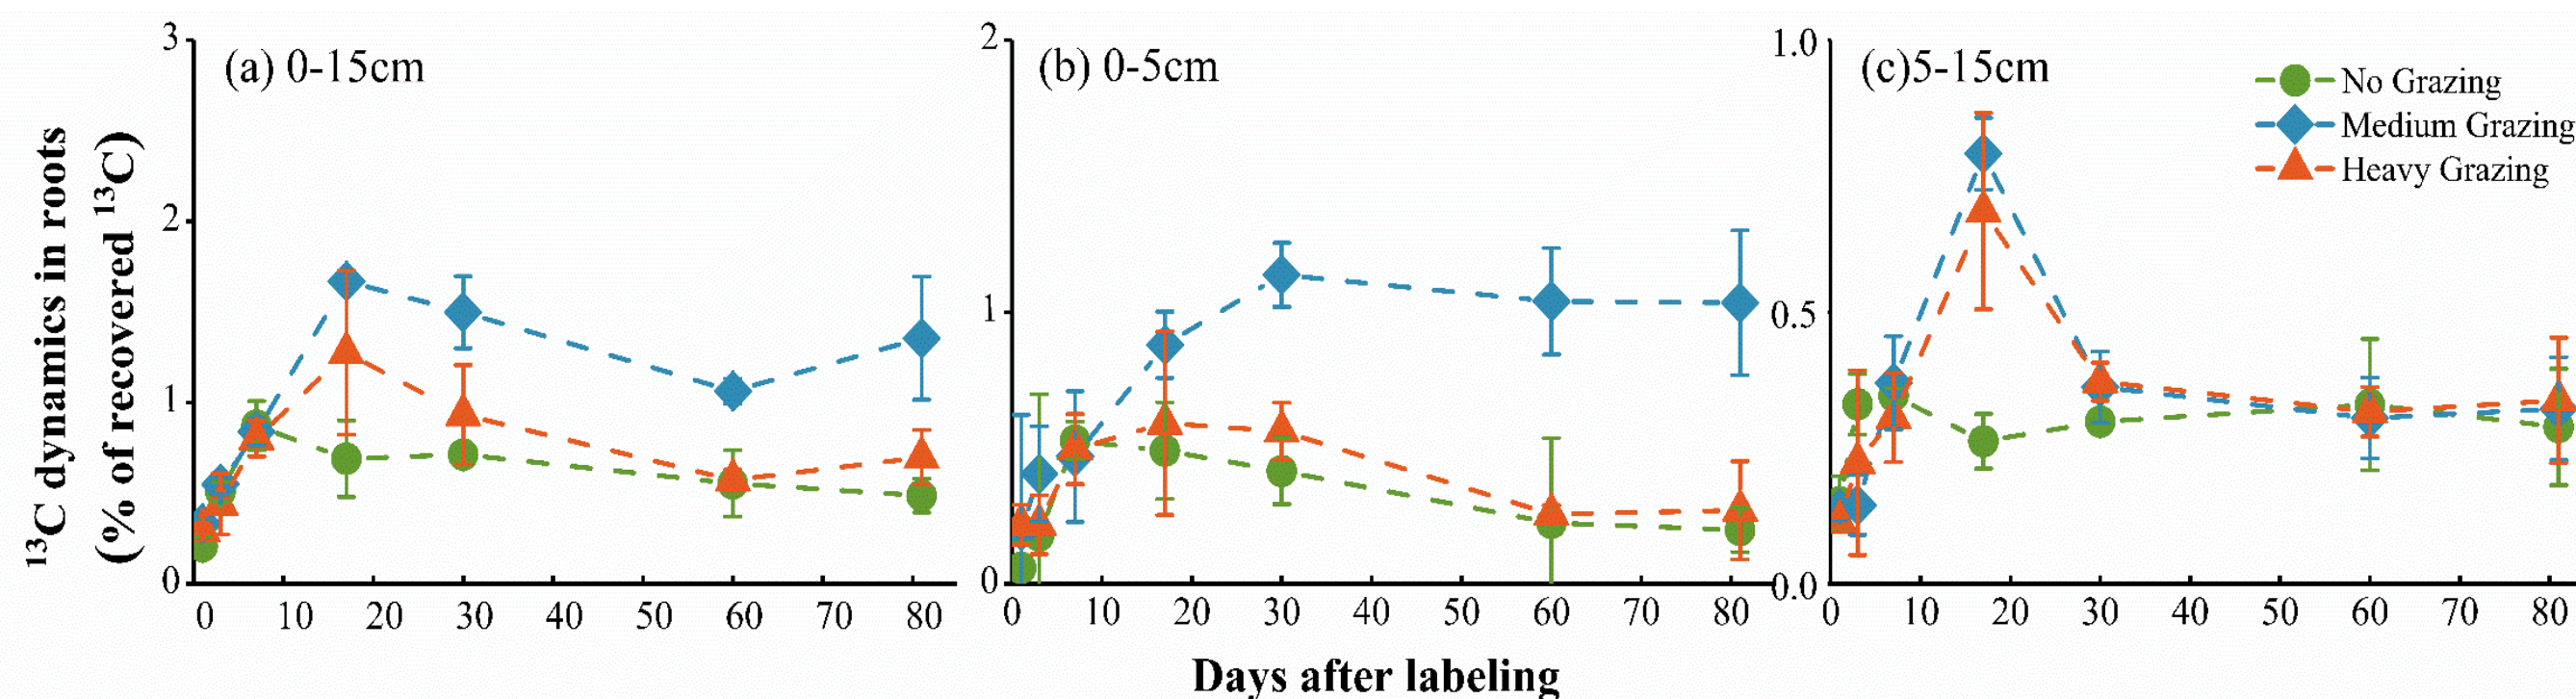 (a) 0-15cm
(b) 0-5cm
(c)5-15cm
No Grazing
Medium Grazing
Heavy Grazing
¹³C dynamics in roots
(% of recovered ¹³C)
3
2
1
0
0 10 20 30 40 50 60 70 80
2
1
0
0 10 20 30 40 50 60 70 80
1.0
0.5
0.0
0 10 20 30 40 50 60 70 80
Days after labeling